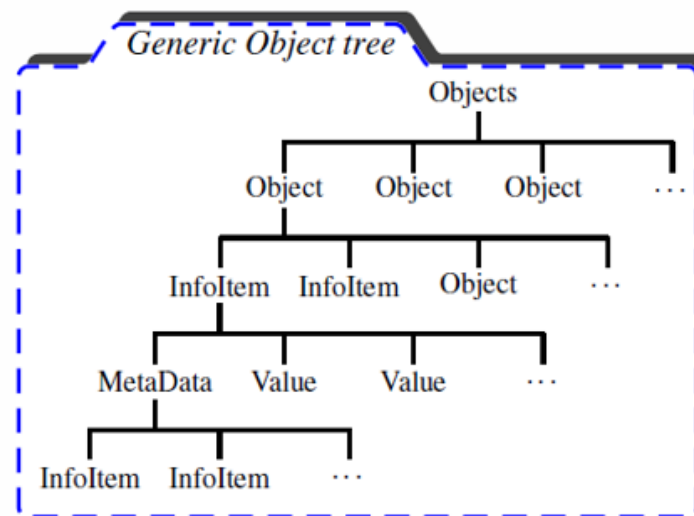 Generic Object tree
Objects
Object Object Object ...
InfoItem InfoItem Object ...
MetaData Value Value ...
InfoItem InfoItem ...